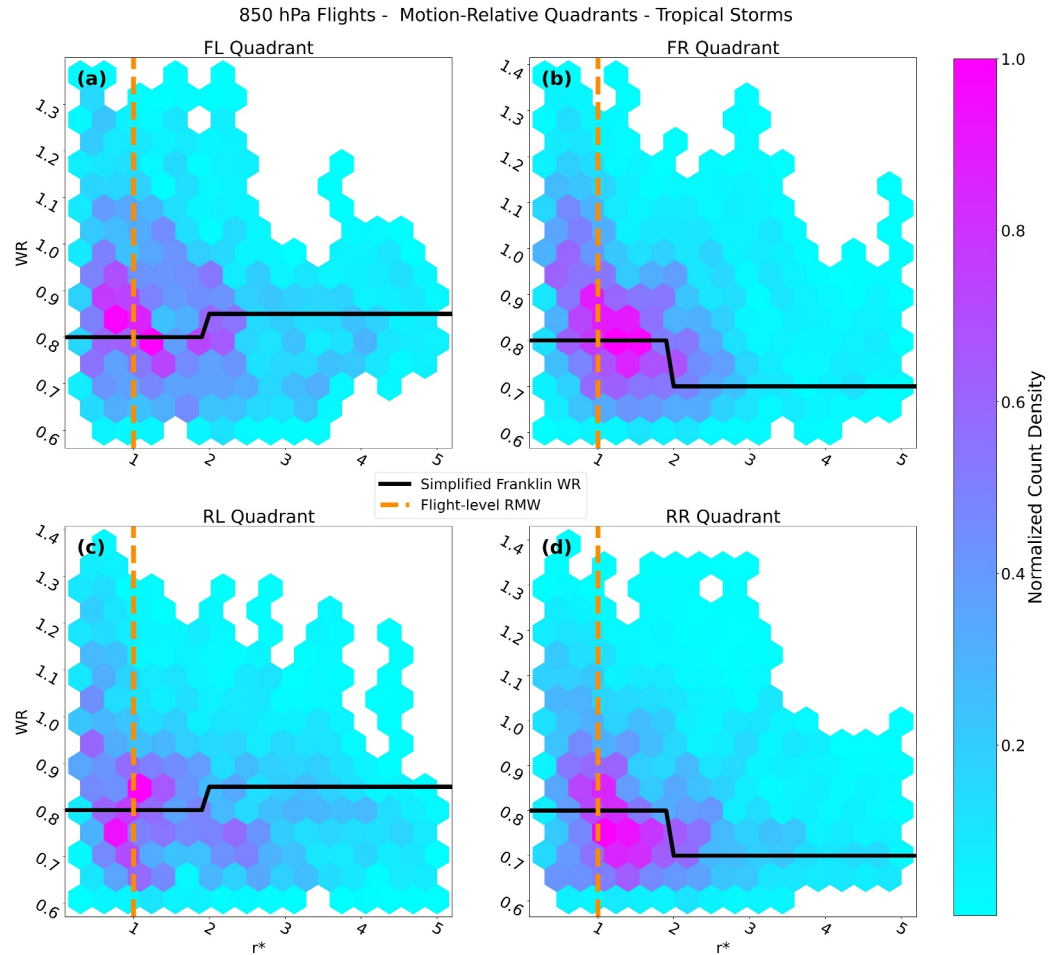 850 hPa Flights - Motion-Relative Quadrants - Tropical Storms
FL Quadrant
FR Quadrant
(a)
(b)
WR
1.3
1.2
1.1
1.0
0.9
0.8
0.7
0.6
1 2 3 4 5
1.4
1.3
1.2
1.1
1.0
0.9
0.8
0.7
0.6
1 2 3 4 5
Simplified Franklin WR
Flight-level RMW
RL Quadrant
RR Quadrant
(c)
(d)
WR
1.4
1.3
1.2
1.1
1.0
0.9
0.8
0.7
0.6
1 2 3 4 5
r*
1.4
1.3
1.2
1.1
1.0
0.9
0.8
0.7
0.6
1 2 3 4 5
r*
1.0
0.8
0.6
0.4
0.2
Normalized Count Density